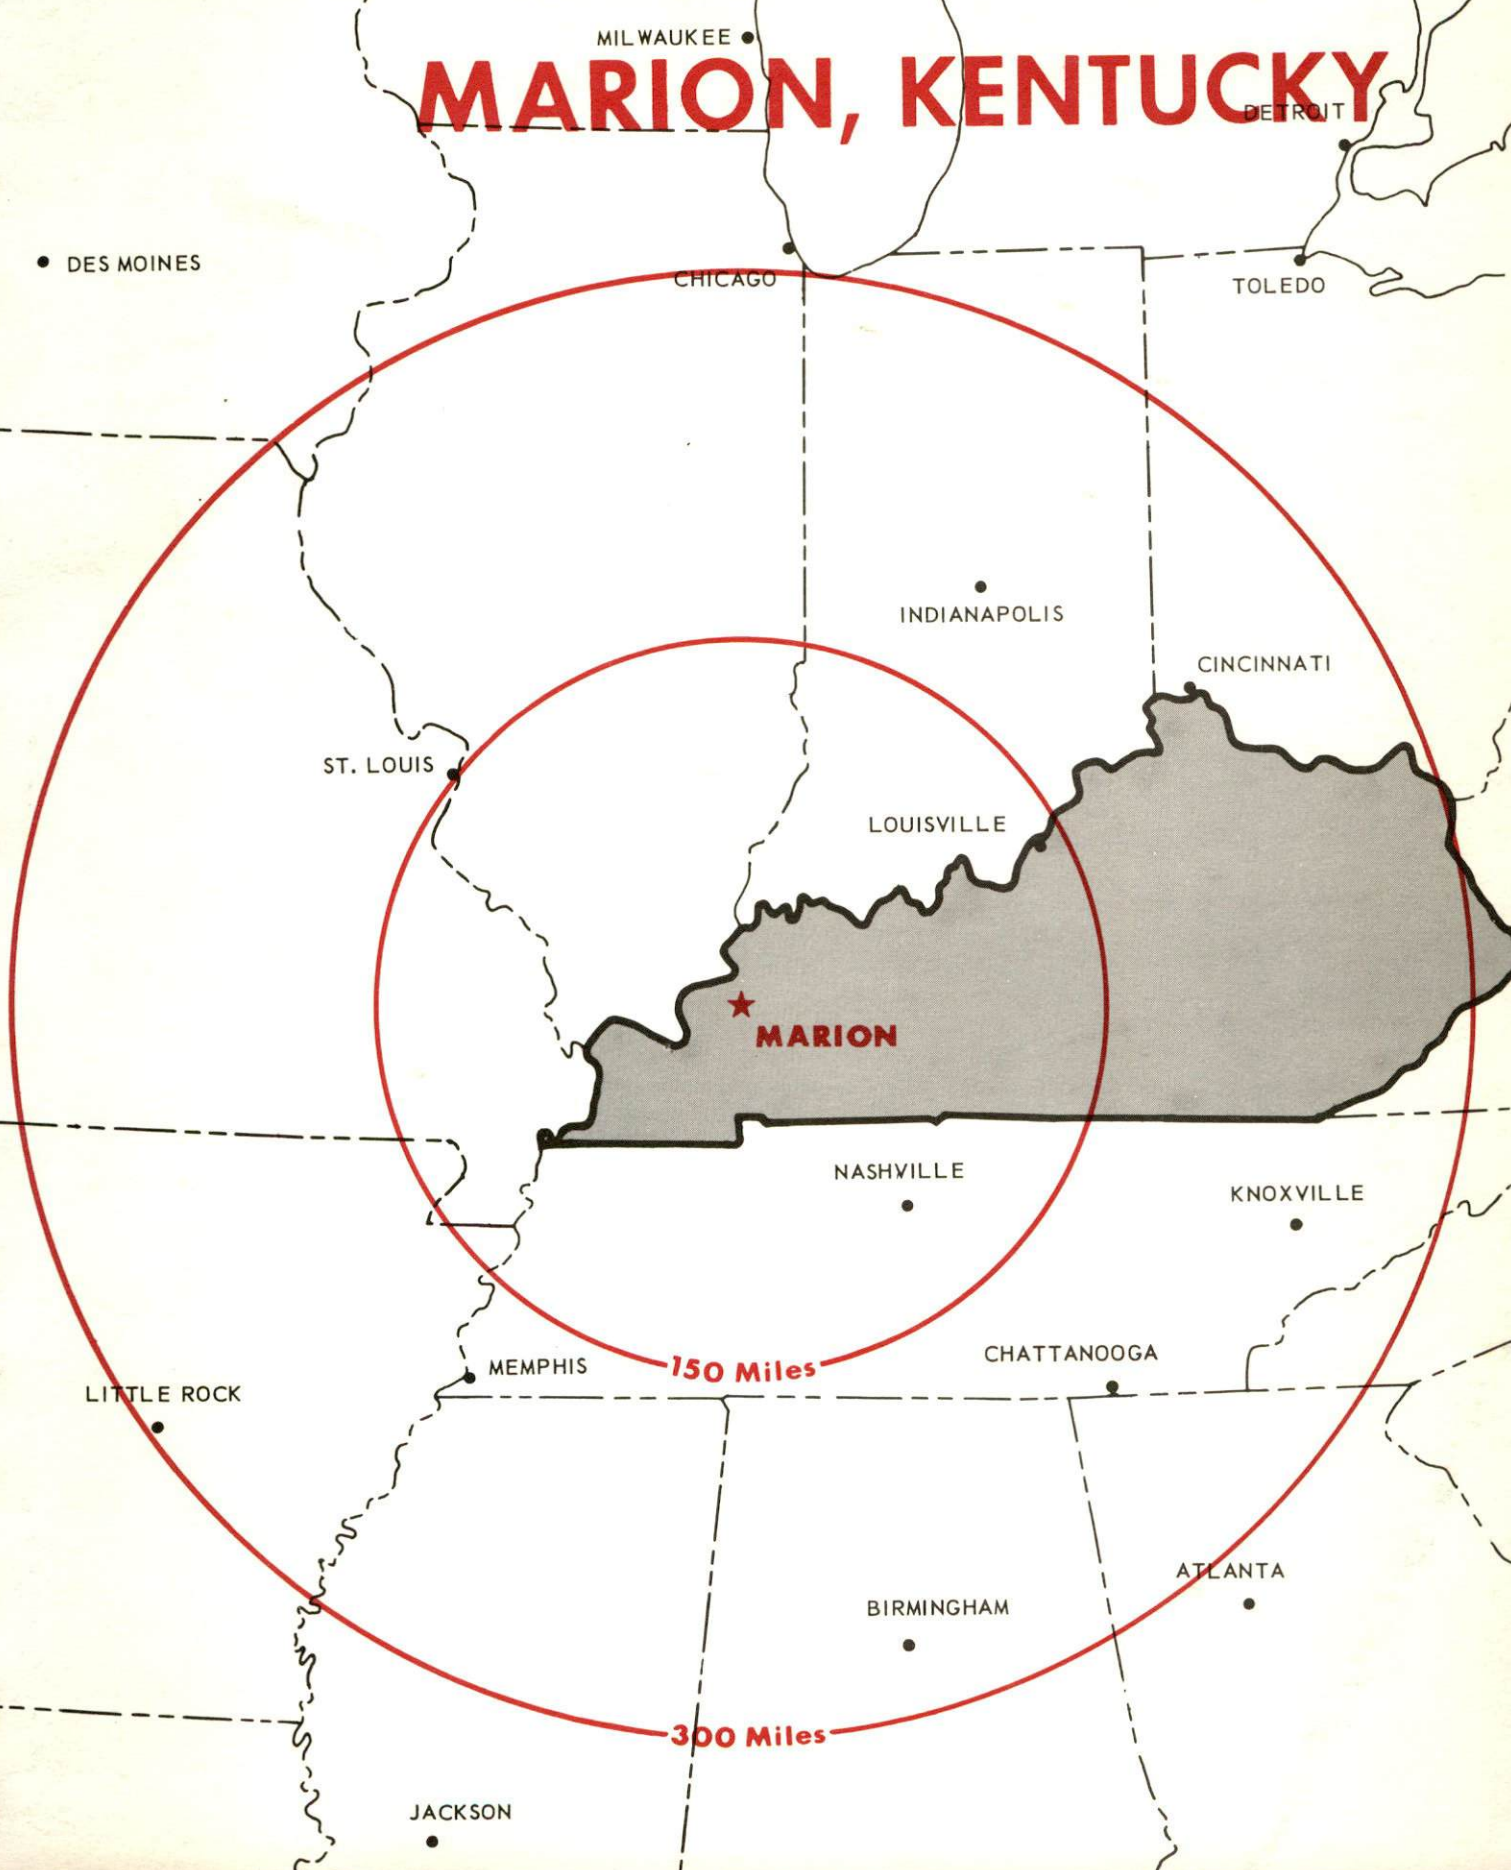 MILWAUKEE
MARION, KENTUCKY
DETROIT
DES MOINES
CHICAGO
TOLEDO
INDIANAPOLIS
CINCINNATI
ST. LOUIS
LOUISVILLE
MARION
NASHVILLE
KNOXVILLE
CHATTANOOGA
150 Miles
MEMPHIS
LITTLE ROCK
ATLANTA
BIRMINGHAM
300 Miles
JACKSON